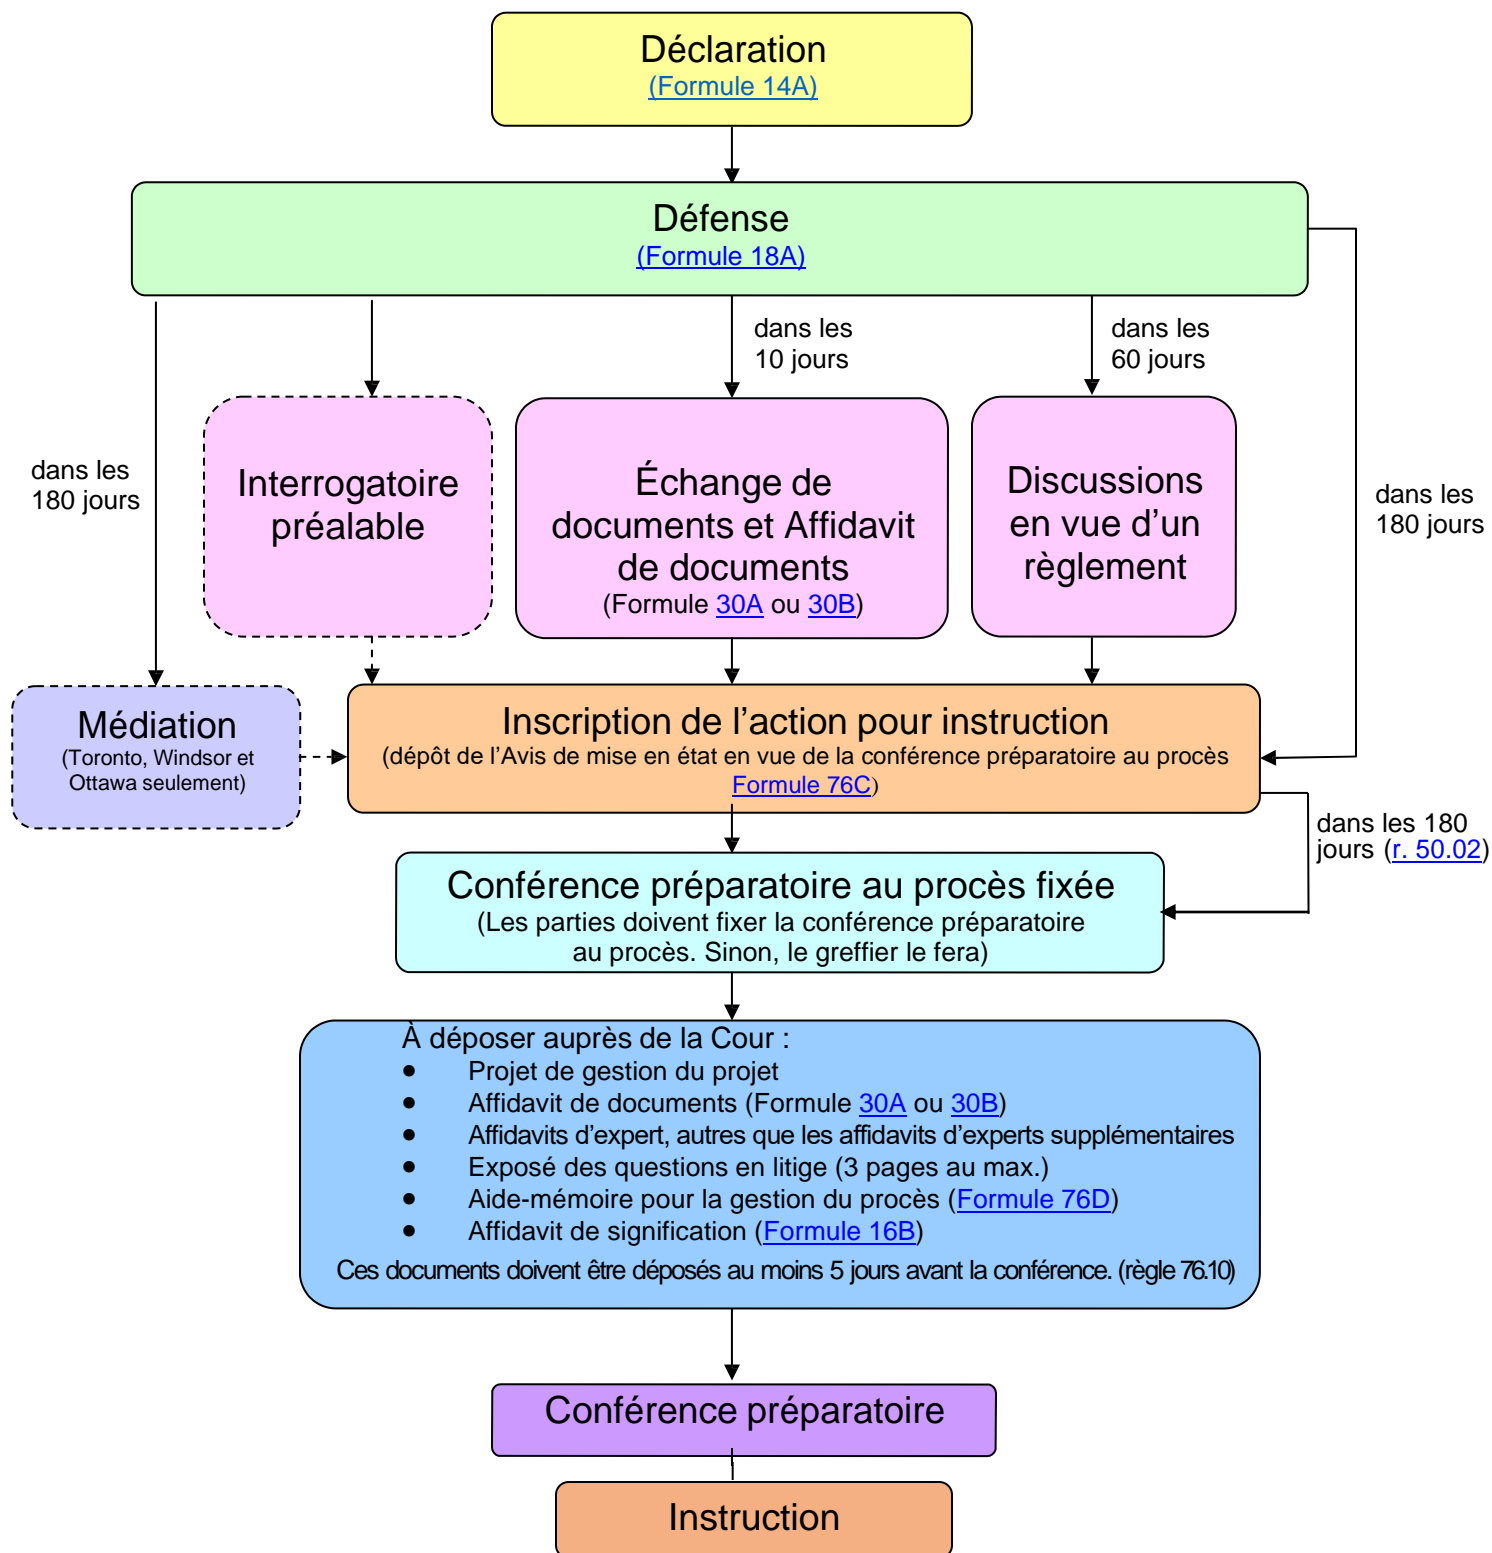 Déclaration
(Formule 14A)
Défense
(Formule 18A)
dans les
10 jours
dans les
60 jours
dans les
180 jours
Interrogatoire
préalable
Échange de
documents et Affidavit
de documents
(Formule 30A ou 30B)
Discussions
en vue d’un
règlement
dans les
180 jours
Médiation
(Toronto, Windsor et
Ottawa seulement)
Inscription de l’action pour instruction
(dépôt de l’Avis de mise en état en vue de la conférence préparatoire au procès
Formule 76C)
dans les 180
jours (r. 50.02)
Conférence préparatoire au procès fixée
(Les parties doivent fixer la conférence préparatoire
au procès. Sinon, le greffier le fera)
À déposer auprès de la Cour :
● Projet de gestion du projet
● Affidavit de documents (Formule 30A ou 30B)
● Affidavits d’expert, autres que les affidavits d’experts supplémentaires
● Exposé des questions en litige (3 pages au max.)
● Aide-mémoire pour la gestion du procès (Formule 76D)
● Affidavit de signification (Formule 16B)
Ces documents doivent être déposés au moins 5 jours avant la conférence. (règle 76.10)
Conférence préparatoire
Instruction